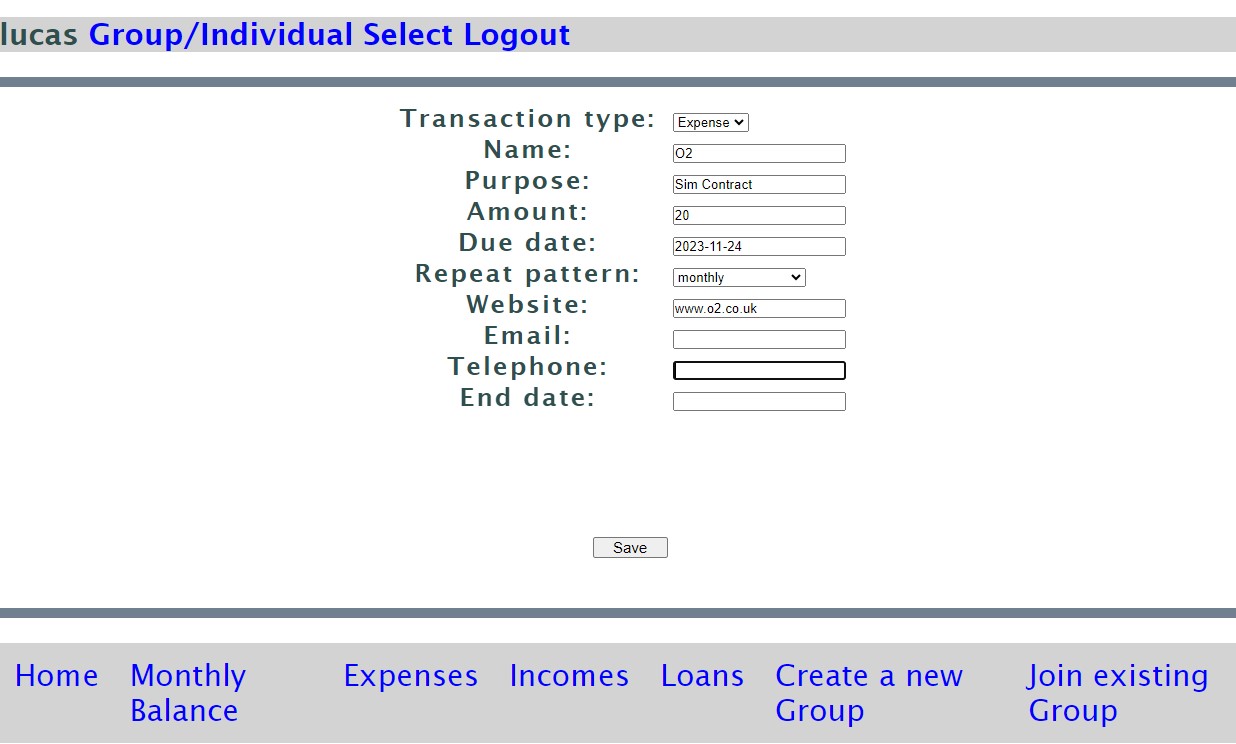 lucas Group/Individual Select Logout
Transaction type: Expense
Name: O2
Purpose: Sim Contract
Amount: 20
Due date: 2023-11-24
Repeat pattern: monthly
Website: www.o2.co.uk
Email:
Telephone:
End date:
Save
Home Monthly Expenses Incomes Loans Create a new Join existing
Balance Group Group